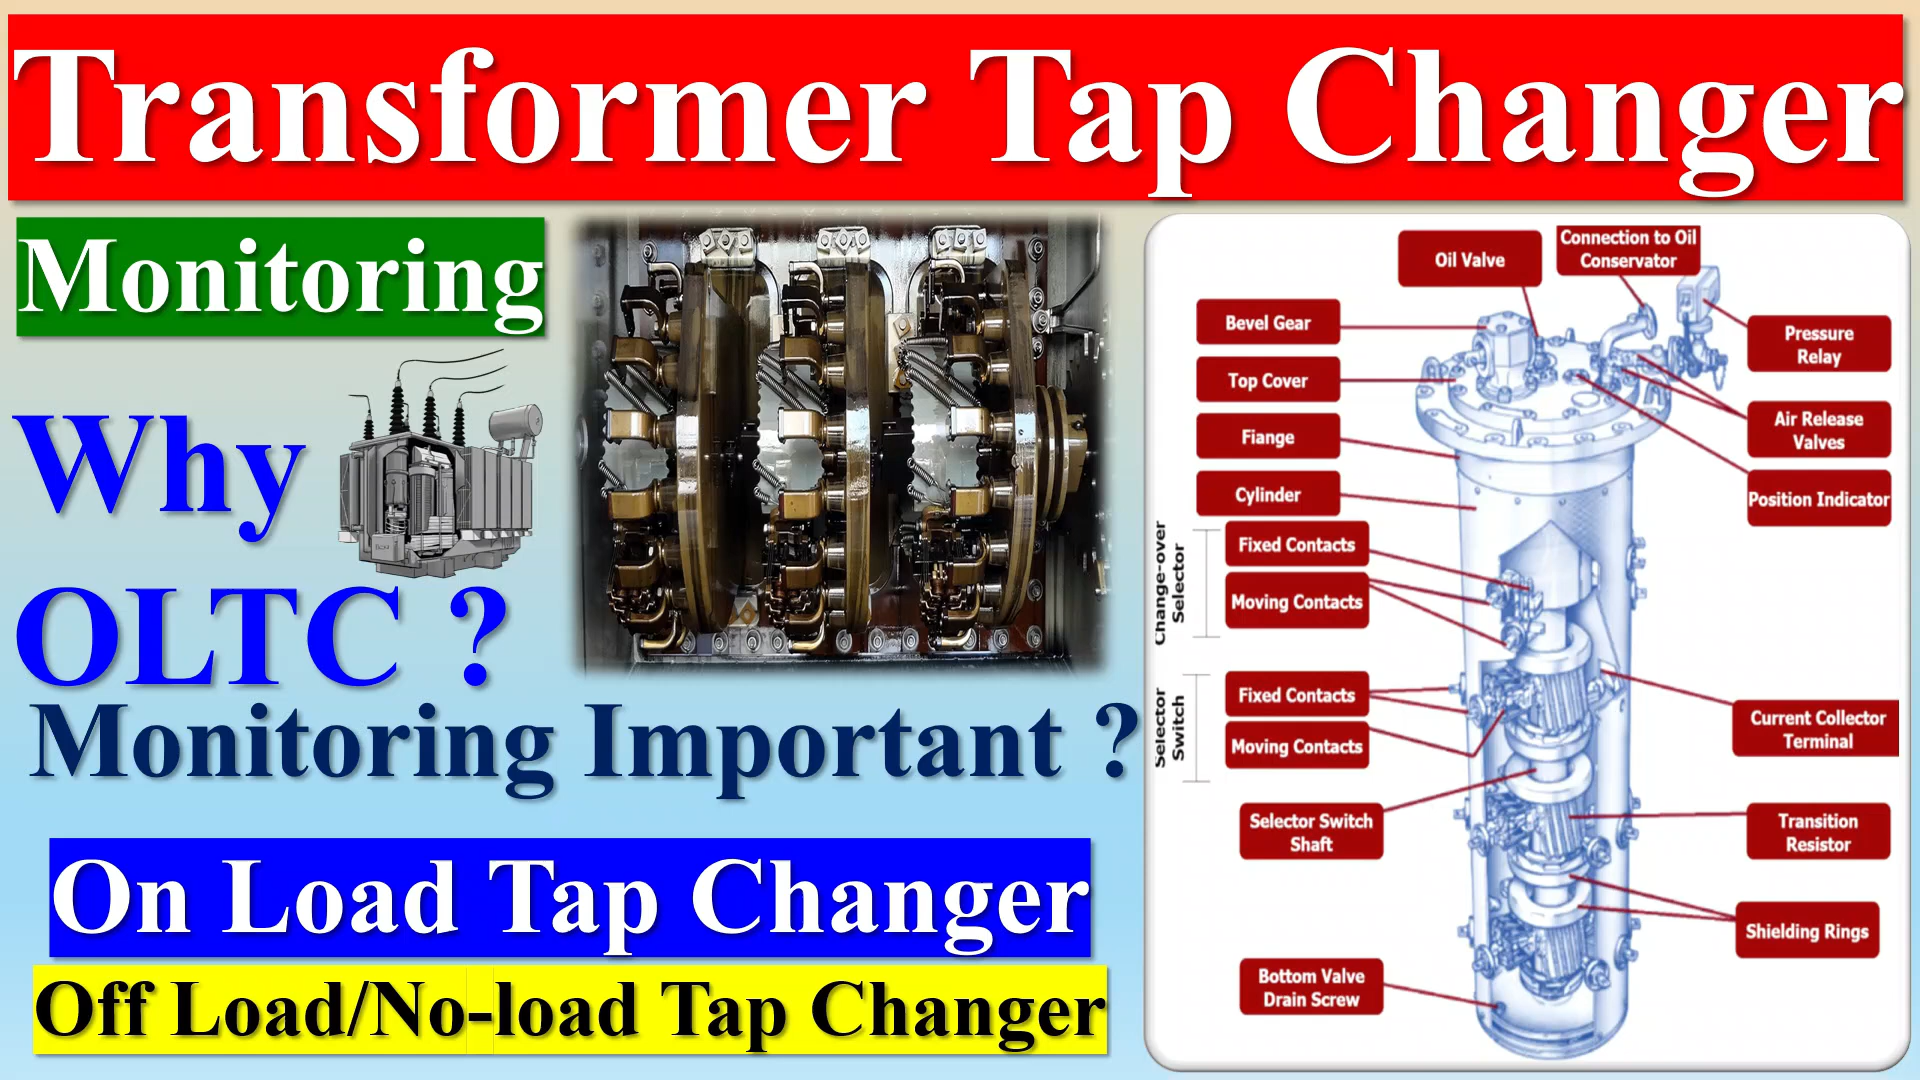 Transformer Tap Changer
Monitoring
Why
OLTC ?
Monitoring Important ?
On Load Tap Changer
Off Load/No-load Tap Changer
Oil Valve
Connection to Oil
Conservator
Bevel Gear
Pressure
Relay
Top Cover
Air Release
Valves
Fiange
Position Indicator
Cylinder
Change-over
Selector
Fixed Contacts
Moving Contacts
Selector
Switch
Fixed Contacts
Moving Contacts
Current Collector
Terminal
Selector Switch
Shaft
Transition
Resistor
Shielding Rings
Bottom Valve
Drain Screw